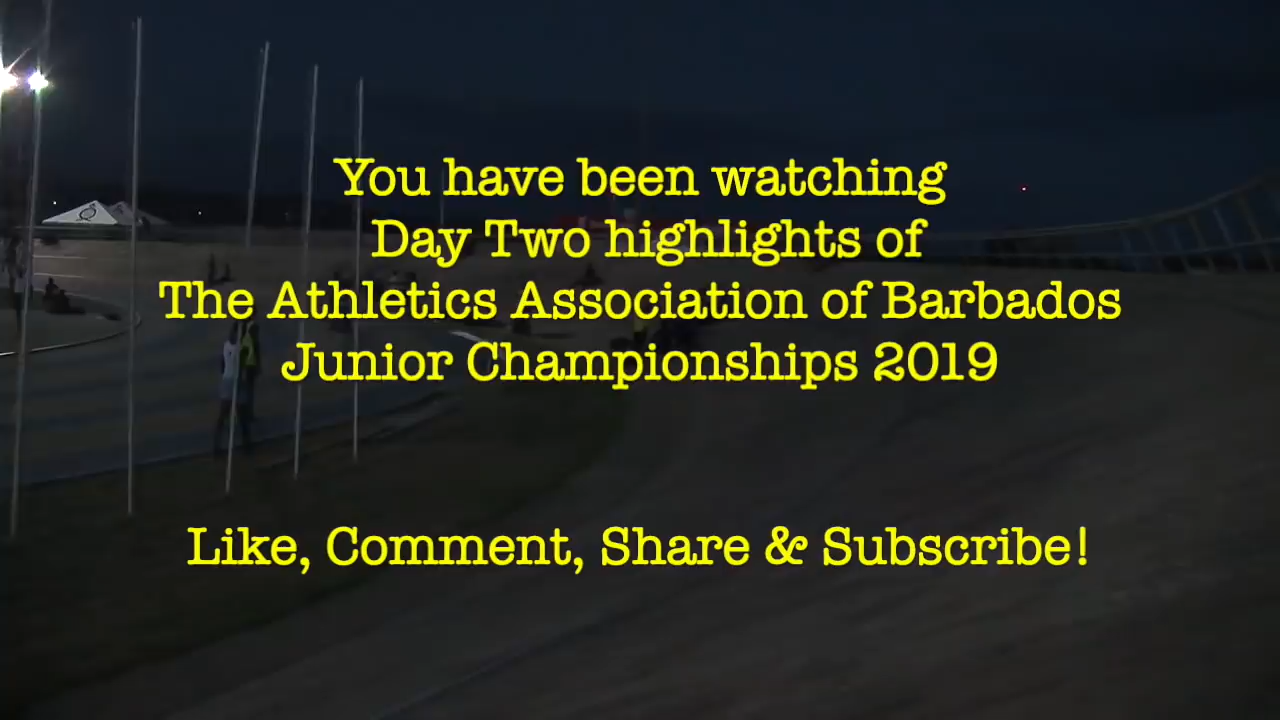 You have been watching
Day Two highlights of
The Athletics Association of Barbados
Junior Championships 2019
Like, Comment, Share & Subscribe!